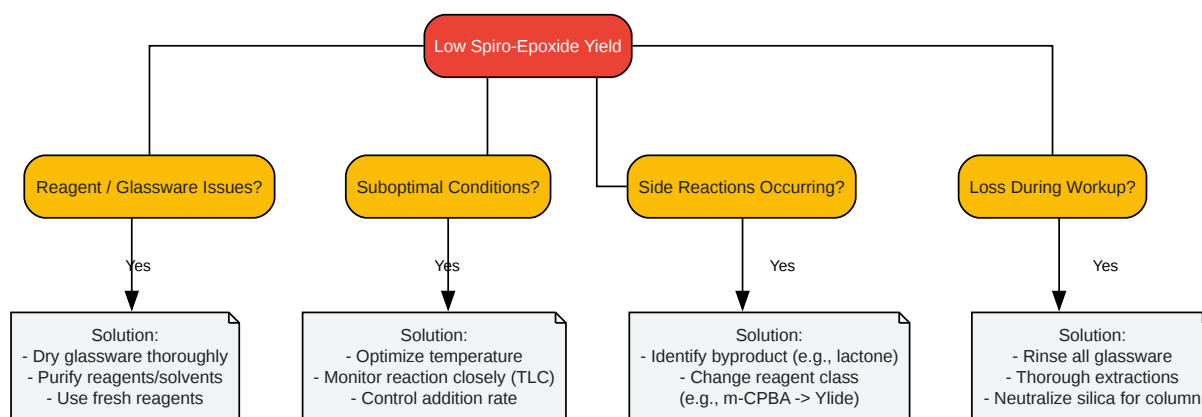 Low Spiro-Epoxide Yield
Reagent / Glassware Issues?
Suboptimal Conditions?
Side Reactions Occurring?
Loss During Workup?
Yes
Yes
Yes
Yes
Solution:
- Dry glassware thoroughly
- Purify reagents/solvents
- Use fresh reagents
Solution:
- Optimize temperature
- Monitor reaction closely (TLC)
- Control addition rate
Solution:
- Identify byproduct (e.g., lactone)
- Change reagent class
(e.g., m-CPBA -> Ylide)
Solution:
- Rinse all glassware
- Thorough extractions
- Neutralize silica for column